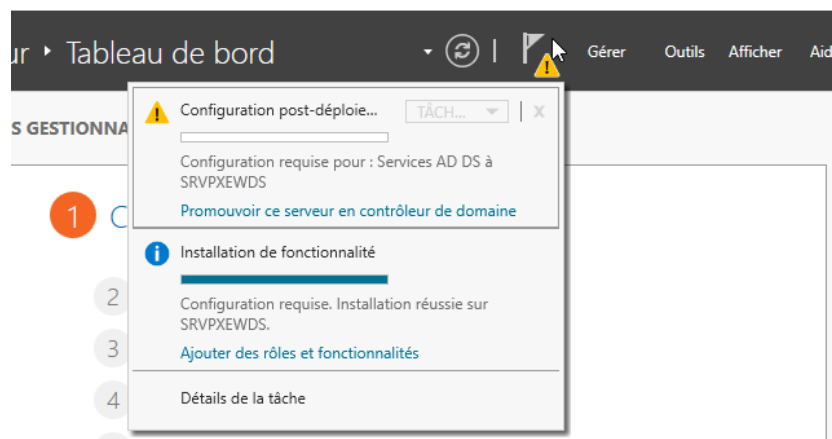 ur ‣ Tableau de bord
Gérer Outils Afficher Aid
S GESTIONNA
Configuration post-déploie... TÂCH... X
Configuration requise pour : Services AD DS à
SRVPXEWDS
Promouvoir ce serveur en contrôleur de domaine
1 C
Installation de fonctionnalité
2
Configuration requise. Installation réussie sur
SRVPXEWDS.
3
Ajouter des rôles et fonctionnalités
4
Détails de la tâche